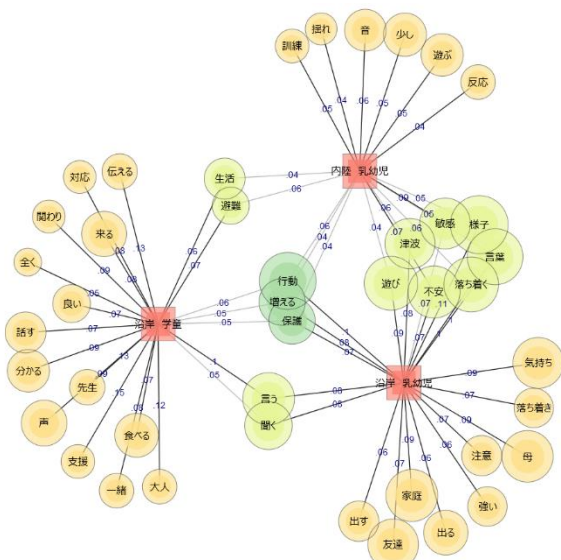 訓練
揺れ
音
少し
遊ぶ
反応
.05
.04
.06
.05
.05
.04
内陸 乳幼児
生活
避難
.04
.06
対応
伝える
関わり
来る
全く
良い
話す
分かる
先生
声
支援
一緒
食べる
大人
沿岸 学童
.08
.13
.09
.08
.05
.07
.07
.09
.09
.13
.15
.07
.08
.12
.06
.07
.06
.05
.05
.1
.05
行動
増える
保護
.06
.04
.04
敏感
様子
津波
言葉
遊び
不安
落ち着く
.09
.05
.06
.04
.07
.08
.09
.07
.07
.11
.1
.1
.08
.07
言う
聞く
.08
.06
沿岸 乳幼児
気持ち
落ち着き
母
注意
強い
出る
家庭
友達
出す
.09
.07
.09
.07
.06
.06
.09
.07
.06